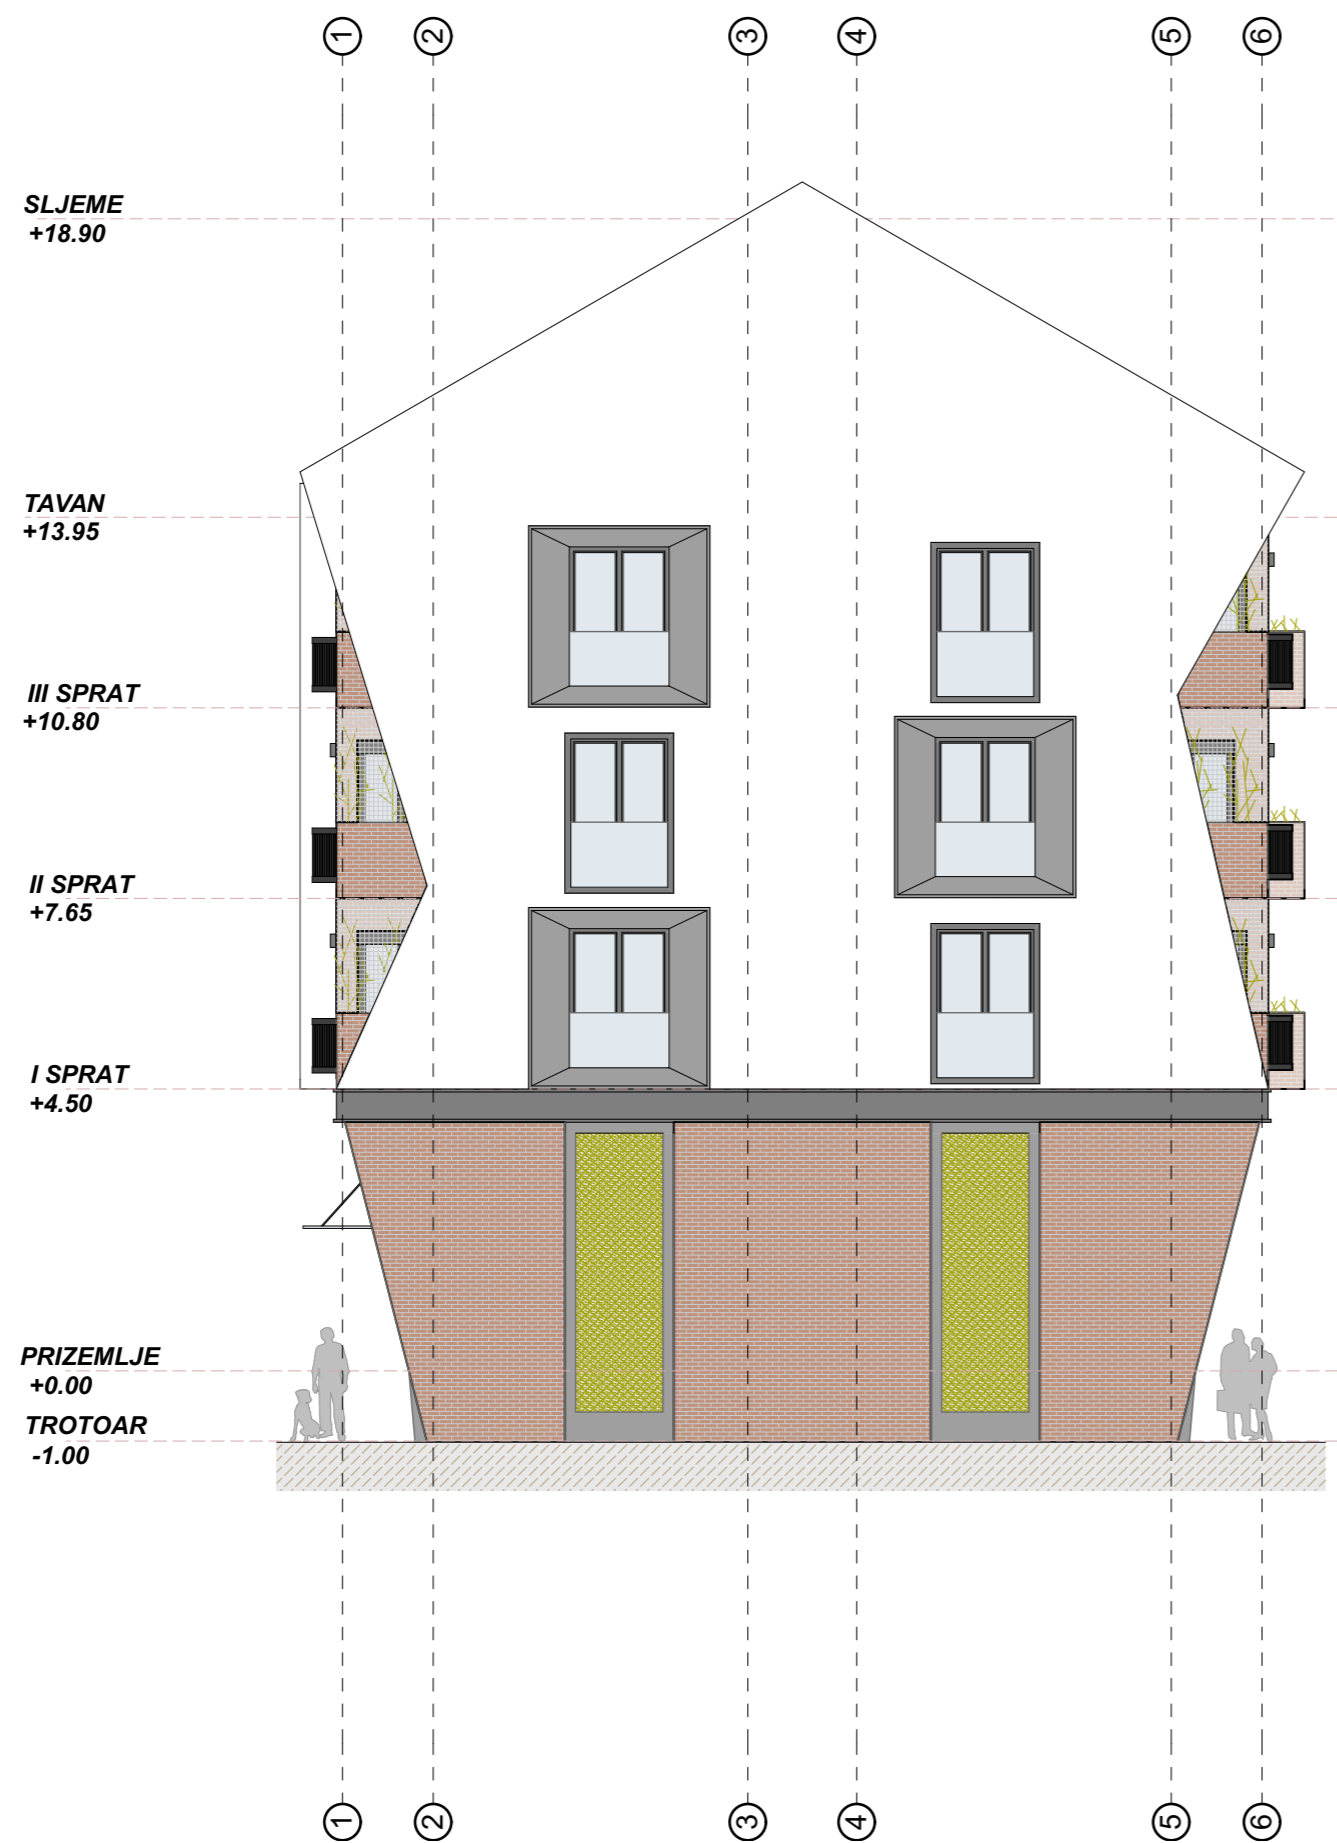 1 2 3 4 5 6
SLJEME
+18.90
TAVAN
+13.95
III SPRAT
+10.80
II SPRAT
+7.65
I SPRAT
+4.50
PRIZEMLJE
+0.00
TROTOAR
-1.00
1 2 3 4 5 6